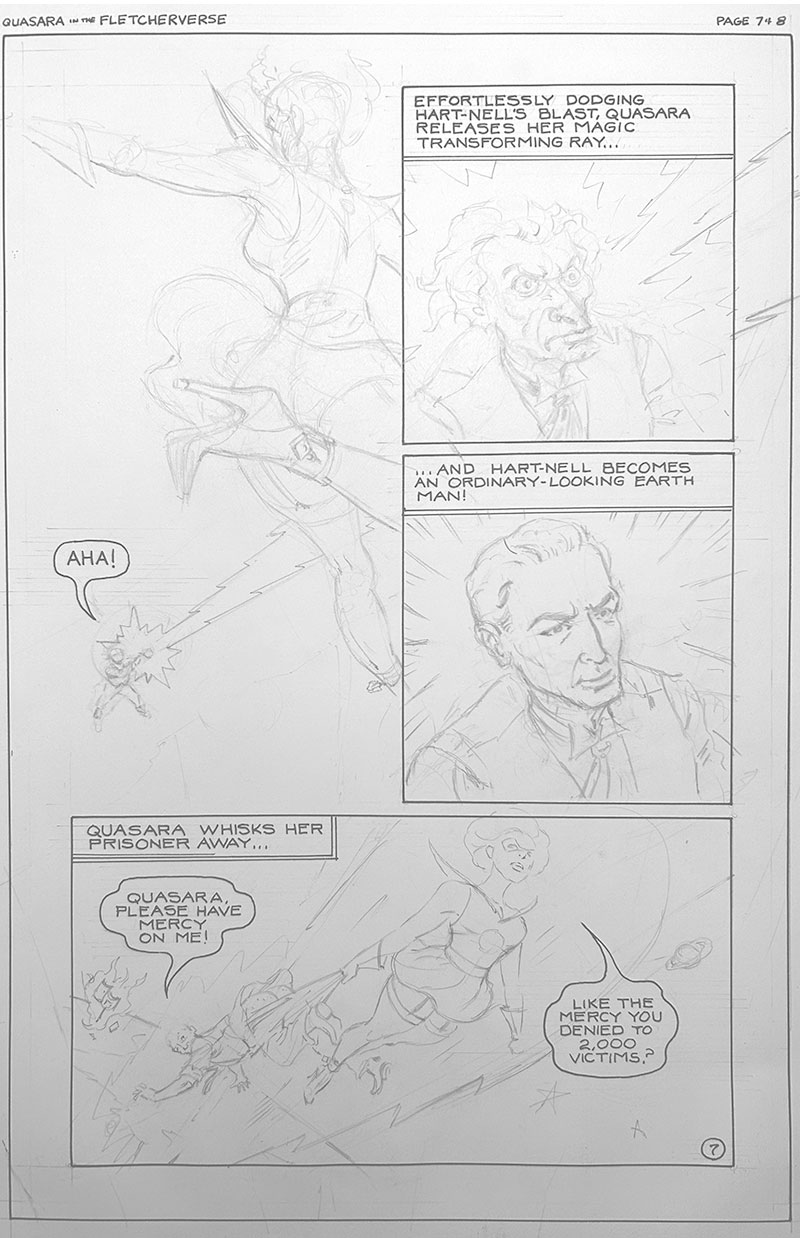 QUASARA IN THE FLETCHERVERSE
PAGE 7 & 8
EFFORTLESSLY DODGING
HART-NELL'S BLAST, QUASARA
RELEASES HER MAGIC
TRANSFORMING RAY...
...AND HART-NELL BECOMES
AN ORDINARY-LOOKING EARTH
MAN!
AHA!
QUASARA WHISKS HER
PRISONER AWAY...
QUASARA,
PLEASE HAVE
MERCY
ON ME!
LIKE THE
MERCY YOU
DENIED TO
2,000
VICTIMS?
7